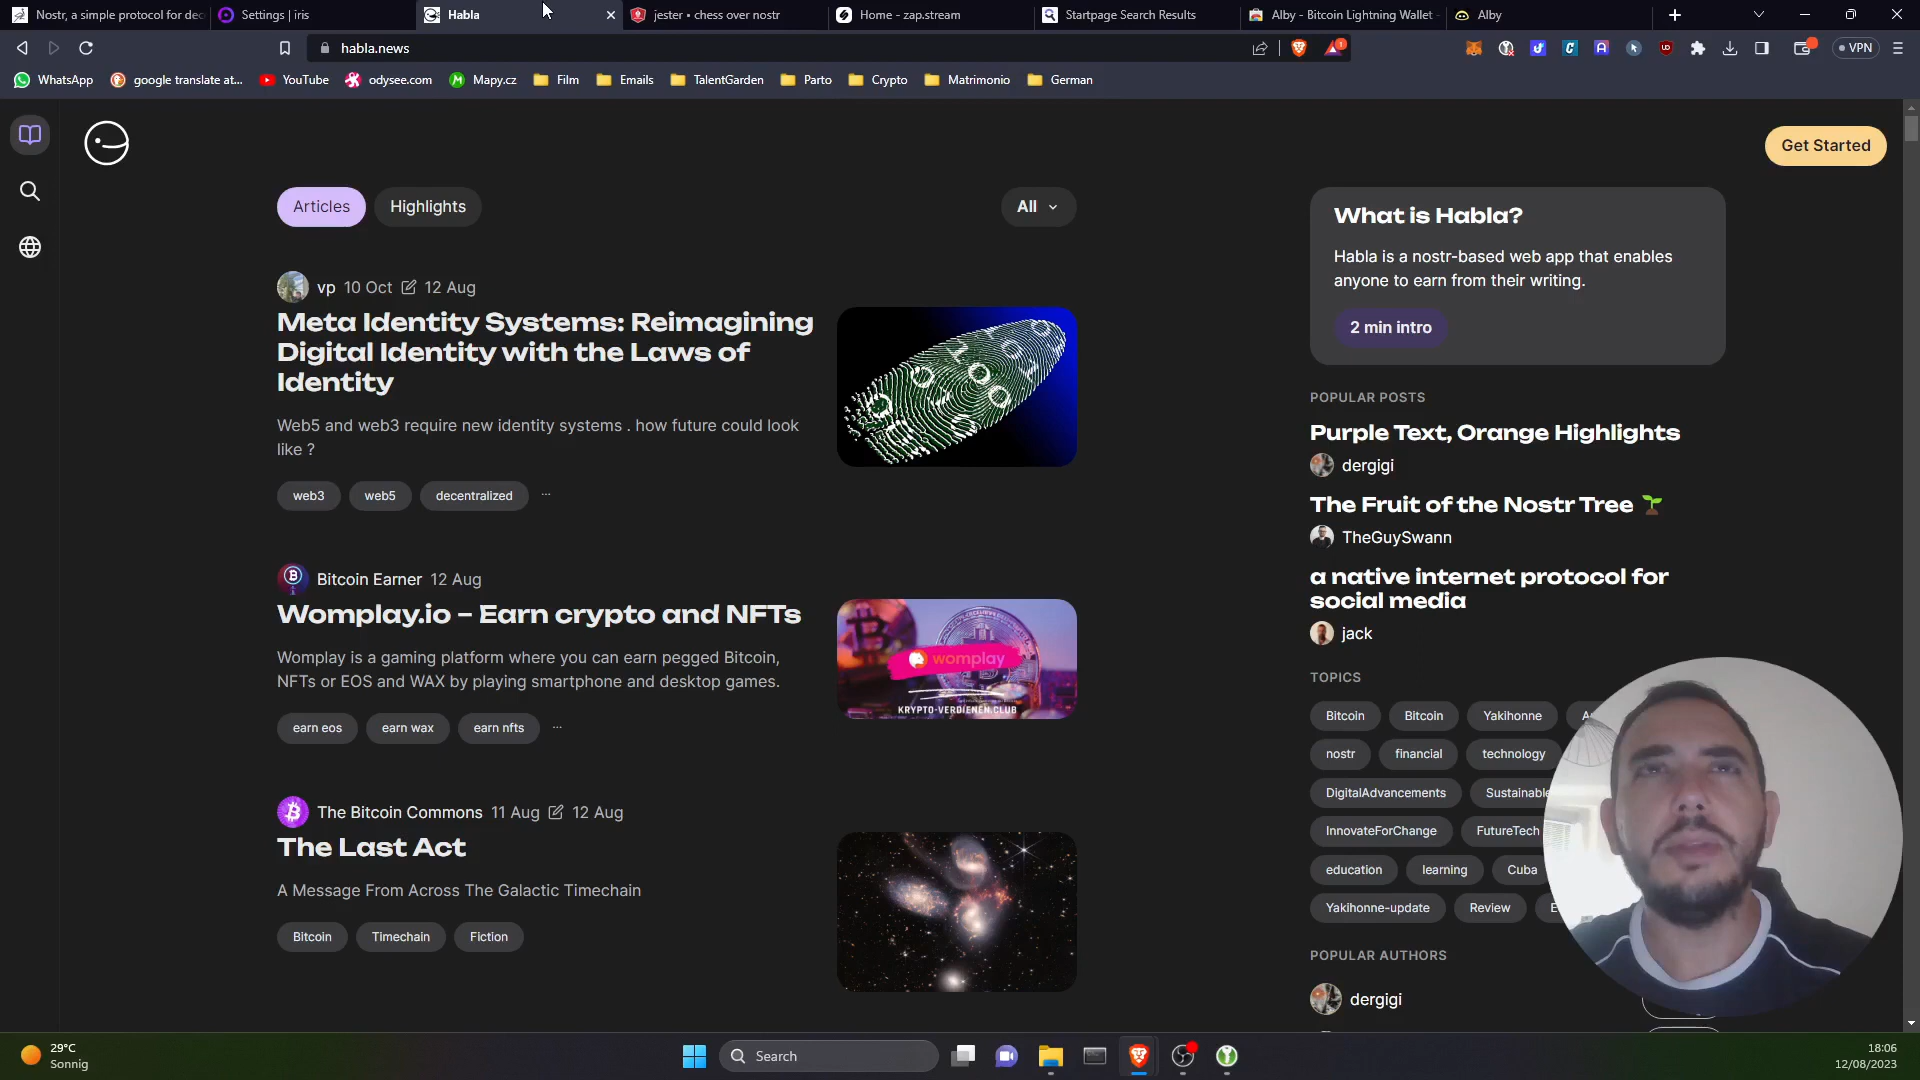 Nostr, a simple protocol for dec
Settings | iris
Habla
jester • chess over nostr
Home - zap.stream
Startpage Search Results
Alby - Bitcoin Lightning Wallet -
Alby
habla.news
VPN
WhatsApp
google translate at...
YouTube
odysee.com
Mapy.cz
Film
Emails
TalentGarden
Parto
Crypto
Matrimonio
German
Get Started
Articles
Highlights
All
What is Habla?
Habla is a nostr-based web app that enables
anyone to earn from their writing.
2 min intro
vp 10 Oct 12 Aug
Meta Identity Systems: Reimagining
Digital Identity with the Laws of
Identity
Web5 and web3 require new identity systems . how future could look
like ?
web3
web5
decentralized
...
POPULAR POSTS
Purple Text, Orange Highlights
dergigi
The Fruit of the Nostr Tree 🌱
TheGuySwann
a native internet protocol for
social media
jack
Bitcoin Earner 12 Aug
Womplay.io – Earn crypto and NFTs
Womplay is a gaming platform where you can earn pegged Bitcoin,
NFTs or EOS and WAX by playing smartphone and desktop games.
earn eos
earn wax
earn nfts
...
womplay
KRYPTO-VERDIENEN.CLUB
TOPICS
Bitcoin
Bitcoin
Yakihonne
nostr
financial
technology
DigitalAdvancements
Sustainable
InnovateForChange
FutureTech
education
learning
Cuba
Yakihonne-update
Review
The Bitcoin Commons 11 Aug 12 Aug
The Last Act
A Message From Across The Galactic Timechain
Bitcoin
Timechain
Fiction
POPULAR AUTHORS
dergigi
29°C
Sonnig
Search
18:06
12/08/2023